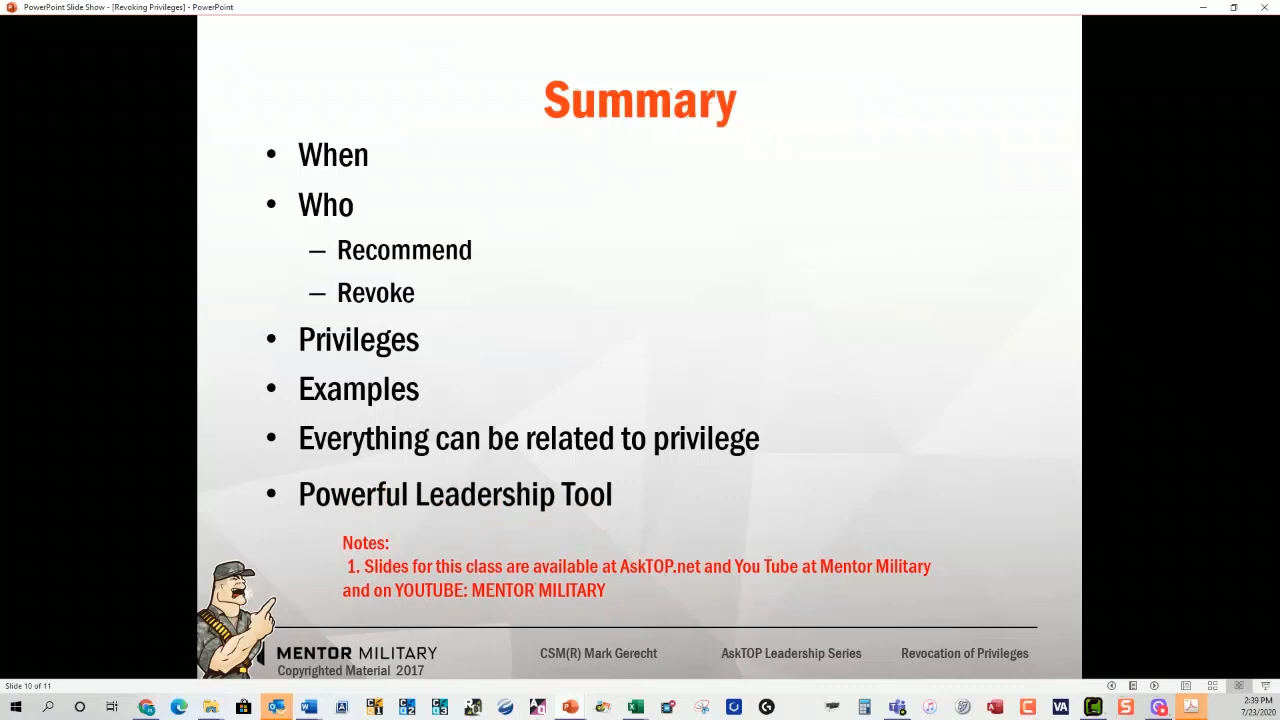 PowerPoint Slide Show - [Revoking Privileges] - PowerPoint
Summary
• When
• Who
– Recommend
– Revoke
• Privileges
• Examples
• Everything can be related to privilege
• Powerful Leadership Tool
Notes:
1. Slides for this class are available at AskTOP.net and You Tube at Mentor Military
and on YOUTUBE: MENTOR MILITARY
MENTOR MILITARY
Copyrighted Material 2017
CSM(R) Mark Gerecht
AskTOP Leadership Series
Revocation of Privileges
Slide 10 of 11
2:39 PM
7/23/2020